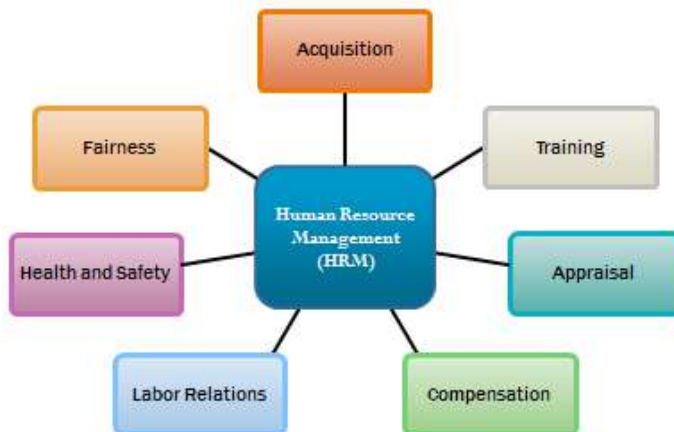 Acquisition
Fairness
Training
Human Resource
Management
(HRM)
Health and Safety
Appraisal
Labor Relations
Compensation